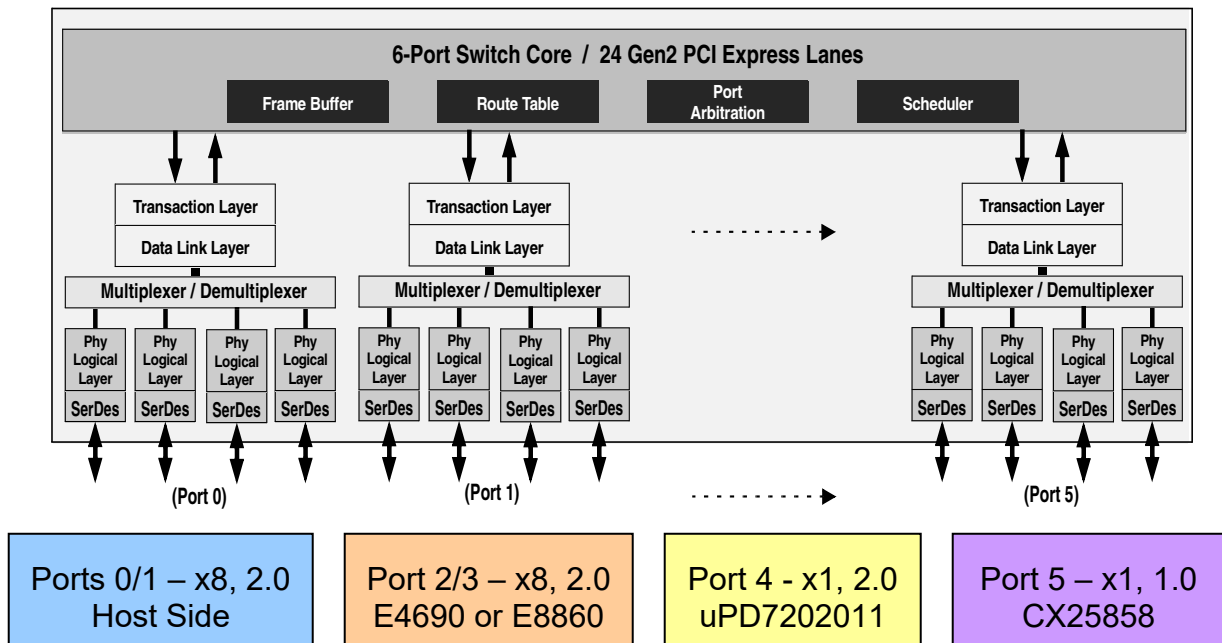 6-Port Switch Core / 24 Gen2 PCI Express Lanes
Frame Buffer
Route Table
Port
Arbitration
Scheduler
Transaction Layer
Data Link Layer
Multiplexer / Demultiplexer
Phy
Logical
Layer
SerDes
Phy
Logical
Layer
SerDes
Phy
Logical
Layer
SerDes
Phy
Logical
Layer
SerDes
(Port 0)
Transaction Layer
Data Link Layer
Multiplexer / Demultiplexer
Phy
Logical
Layer
SerDes
Phy
Logical
Layer
SerDes
Phy
Logical
Layer
SerDes
Phy
Logical
Layer
SerDes
(Port 1)
Transaction Layer
Data Link Layer
Multiplexer / Demultiplexer
Phy
Logical
Layer
SerDes
Phy
Logical
Layer
SerDes
Phy
Logical
Layer
SerDes
Phy
Logical
Layer
SerDes
(Port 5)
Ports 0/1 – x8, 2.0
Host Side
Port 2/3 – x8, 2.0
E4690 or E8860
Port 4 - x1, 2.0
uPD7202011
Port 5 – x1, 1.0
CX25858